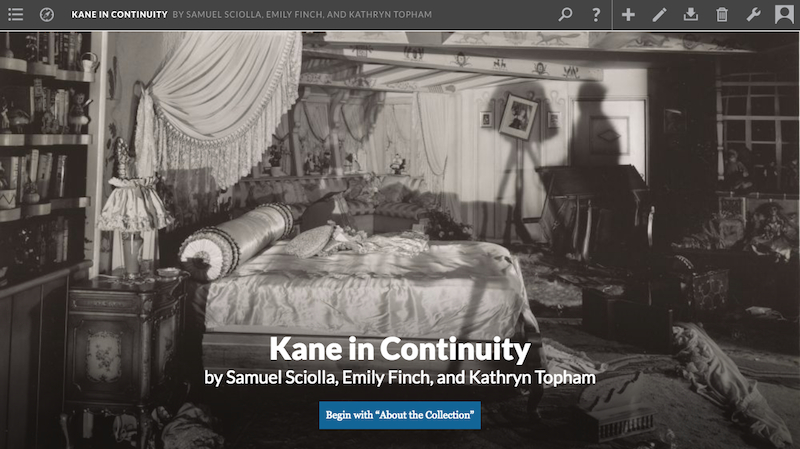 KANE IN CONTINUITY BY SAMUEL SCIOLLA, EMILY FINCH, AND KATHRYN TOPHAM
Kane in Continuity
by Samuel Sciolla, Emily Finch, and Kathryn Topham
Begin with “About the Collection”